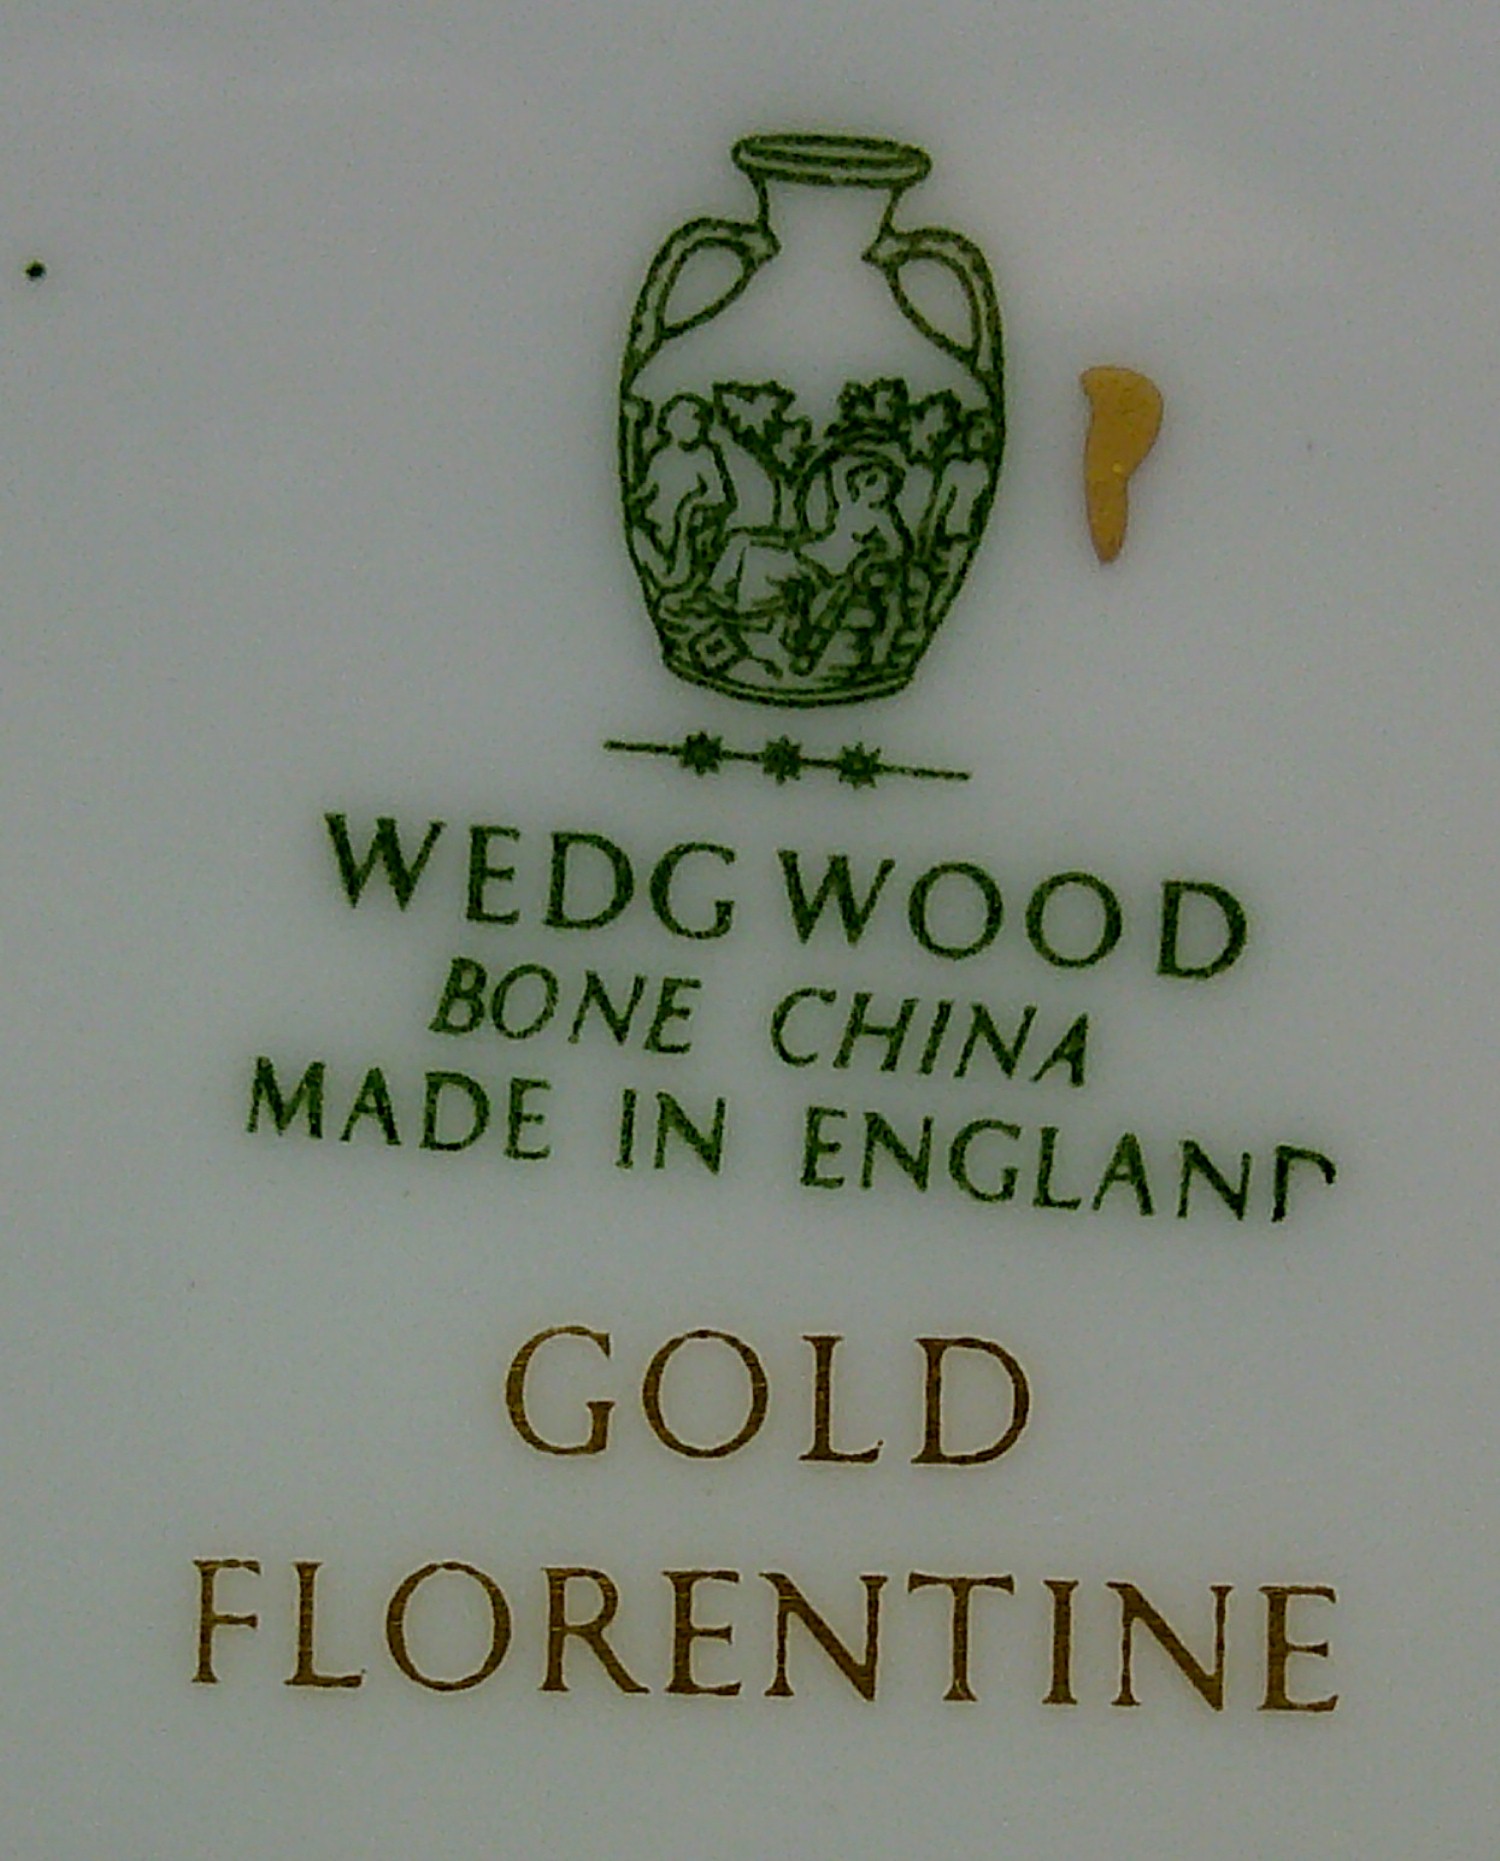 WEDGWOOD
BONE CHINA
MADE IN ENGLAND
GOLD
FLORENTINE